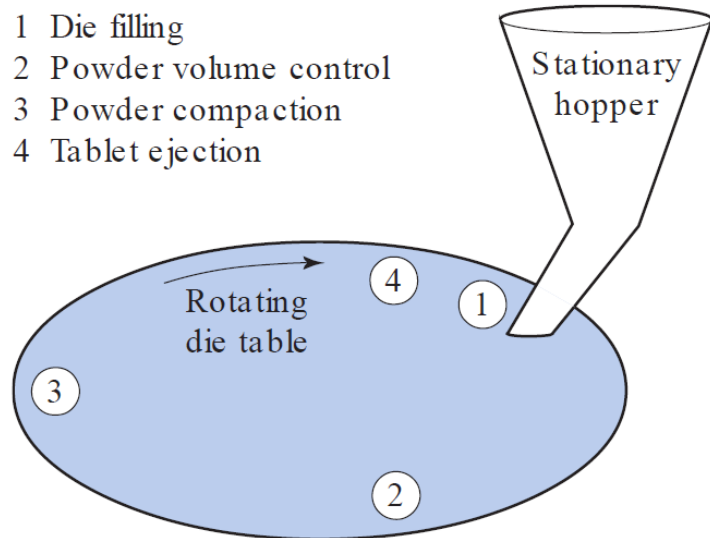 1 Die filling
2 Powder volume control
3 Powder compaction
4 Tablet ejection
Stationary
hopper
4
1
Rotating
die table
3
2